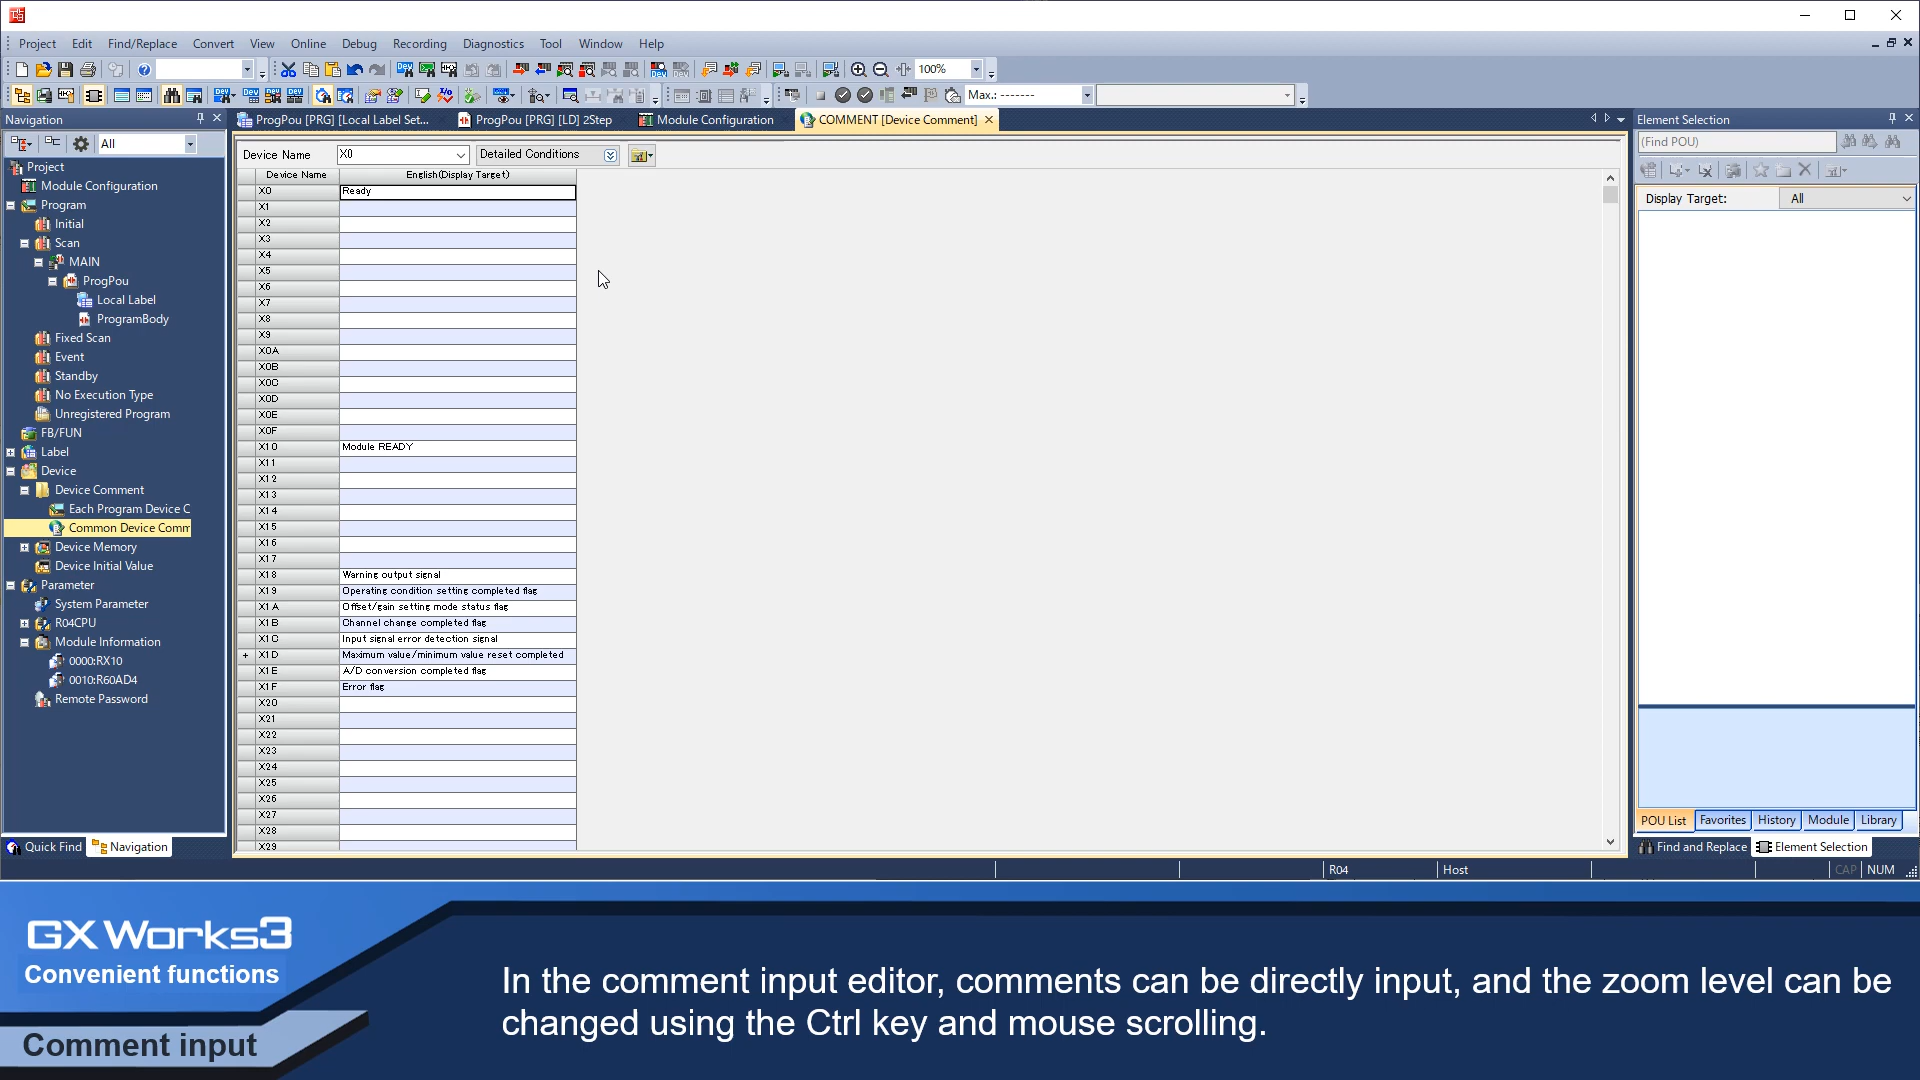 Project Edit Find/Replace Convert View Online Debug Recording Diagnostics Tool Window Help
100%
Max.: -------
Navigation
All
Project
Module Configuration
Program
Initial
Scan
MAIN
ProgPou
Local Label
ProgramBody
Fixed Scan
Event
Standby
No Execution Type
Unregistered Program
FB/FUN
Label
Device
Device Comment
Each Program Device C
Common Device Comm
Device Memory
Device Initial Value
Parameter
System Parameter
R04CPU
Module Information
0000:RX10
0010:R60AD4
Remote Password
Quick Find Navigation
ProgPou [PRG] [Local Label Set... ProgPou [PRG] [LD] 2Step Module Configuration COMMENT [Device Comment]
Device Name X0 Detailed Conditions
Device Name English(Display Target)
X0 Ready
X1
X2
X3
X4
X5
X6
X7
X8
X9
X0A
X0B
X0C
X0D
X0E
X0F
X10 Module READY
X11
X12
X13
X14
X15
X16
X17
X18 Warning output signal
X19 Operating condition setting completed flag
X1A Offset/gain setting mode status flag
X1B Channel change completed flag
X1C Input signal error detection signal
+ X1D Maximum value/minimum value reset completed
X1E A/D conversion completed flag
X1F Error flag
X20
X21
X22
X23
X24
X25
X26
X27
X28
X29
Element Selection
(Find POU)
Display Target: All
POU List Favorites History Module Library
Find and Replace Element Selection
R04 Host CAP NUM
GX Works3
Convenient functions
Comment input
In the comment input editor, comments can be directly input, and the zoom level can be
changed using the Ctrl key and mouse scrolling.